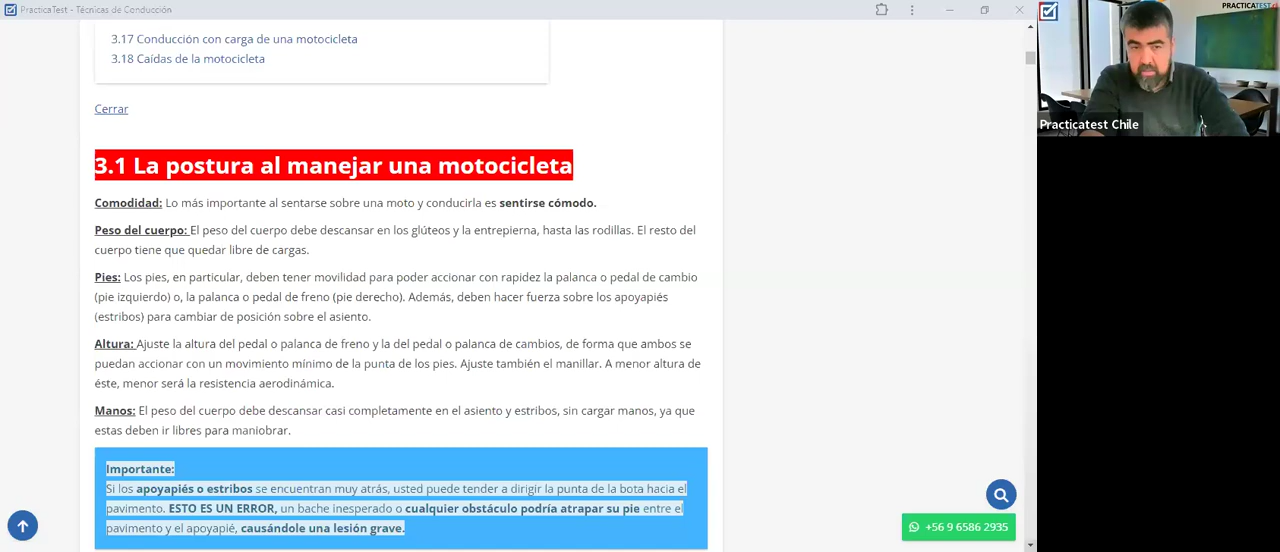 PracticaTest - Técnicas de Conducción
3.17 Conducción con carga de una motocicleta
3.18 Caídas de la motocicleta
Cerrar
3.1 La postura al manejar una motocicleta
Comodidad: Lo más importante al sentarse sobre una moto y conducirla es sentirse cómodo.
Peso del cuerpo: El peso del cuerpo debe descansar en los glúteos y la entrepierna, hasta las rodillas. El resto del
cuerpo tiene que quedar libre de cargas.
Pies: Los pies, en particular, deben tener movilidad para poder accionar con rapidez la palanca o pedal de cambio
(pie izquierdo) o, la palanca o pedal de freno (pie derecho). Además, deben hacer fuerza sobre los apoyapiés
(estribos) para cambiar de posición sobre el asiento.
Altura: Ajuste la altura del pedal o palanca de freno y la del pedal o palanca de cambios, de forma que ambos se
puedan accionar con un movimiento mínimo de la punta de los pies. Ajuste también el manillar. A menor altura de
éste, menor será la resistencia aerodinámica.
Manos: El peso del cuerpo debe descansar casi completamente en el asiento y estribos, sin cargar manos, ya que
estas deben ir libres para maniobrar.
Importante:
Si los apoyapiés o estribos se encuentran muy atrás, usted puede tender a dirigir la punta de la bota hacia el
pavimento. ESTO ES UN ERROR, un bache inesperado o cualquier obstáculo podría atrapar su pie entre el
pavimento y el apoyapié, causándole una lesión grave.
+56 9 6586 2935
PRACTICATEST.cl
Practicatest Chile